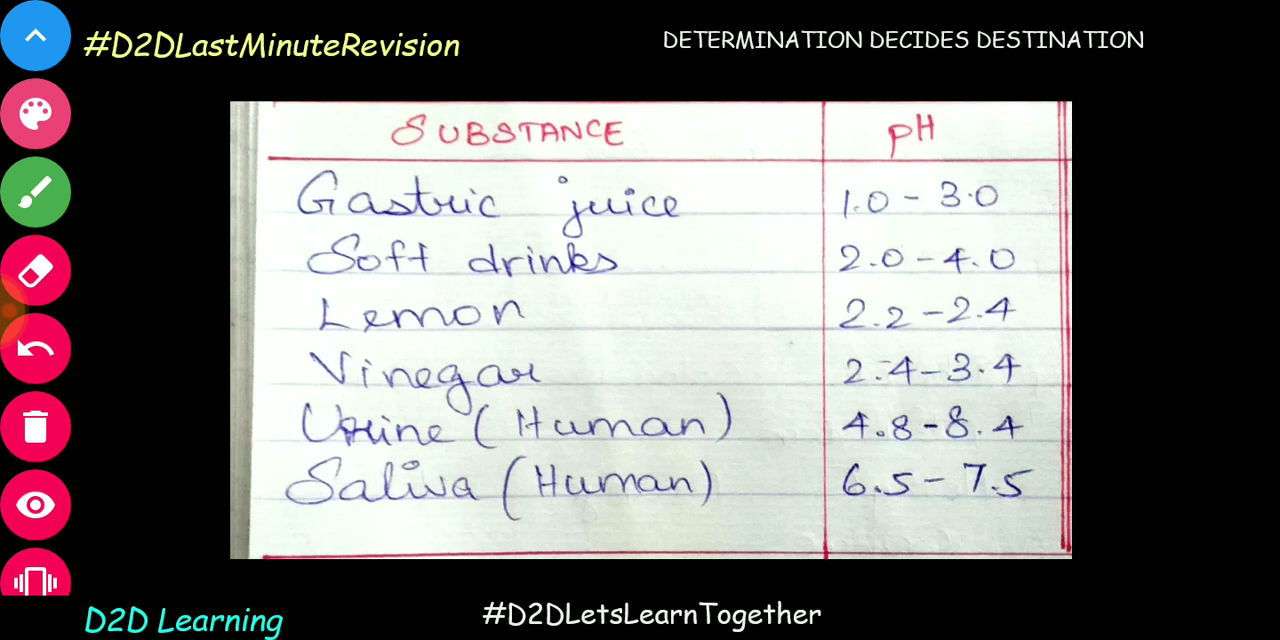 #D2DLastMinuteRevision
DETERMINATION DECIDES DESTINATION
SUBSTANCE pH
Gastric juice 1.0 - 3.0
Soft drinks 2.0 - 4.0
Lemon 2.2 - 2.4
Vinegar 2.4 - 3.4
Urine (Human) 4.8 - 8.4
Saliva (Human) 6.5 - 7.5
D2D Learning
#D2DLetsLearnTogether